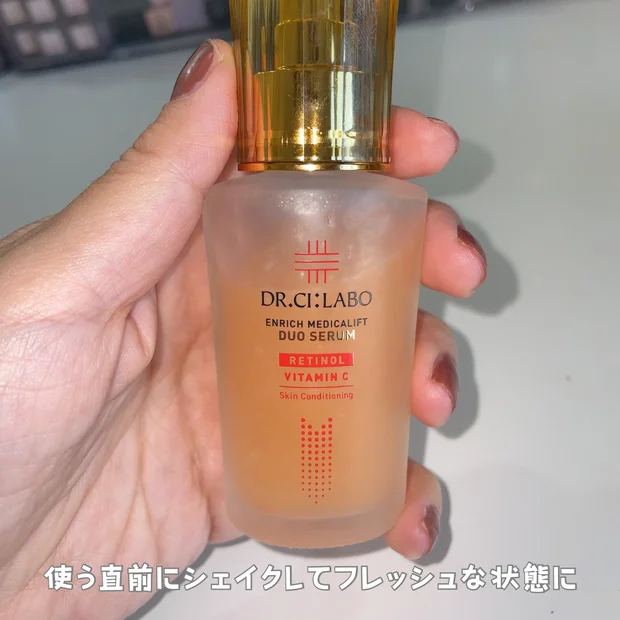 DR.CI:LABO
ENRICH MEDICALIFT
DUO SERUM
RETINOL
VITAMIN C
Skin Conditioning
使う直前にシェイクしてフレッシュな状態に